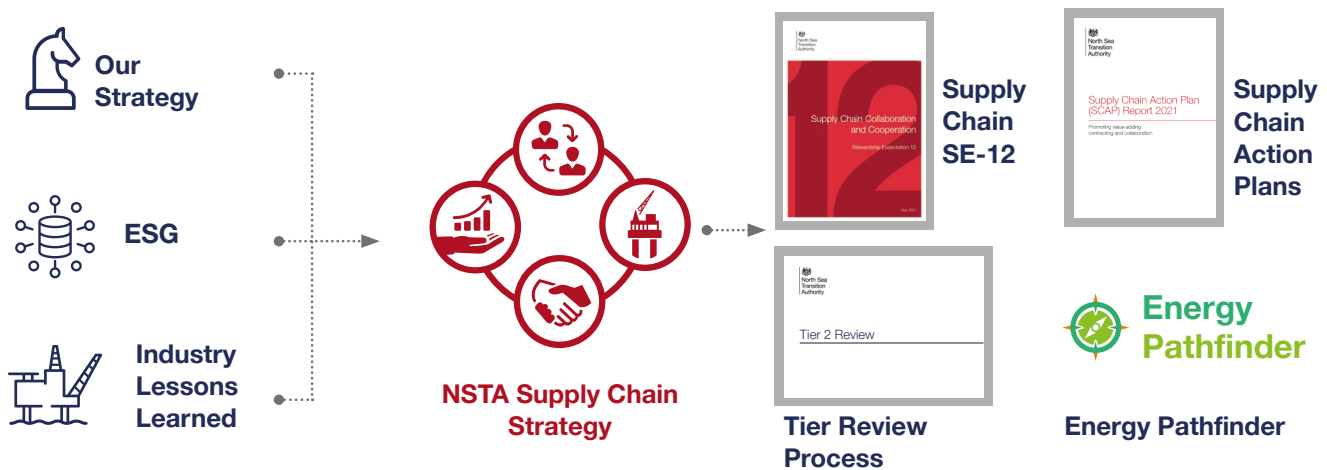 Our
Strategy
ESG
Industry
Lessons
Learned
NSTA Supply Chain
Strategy
North Sea
Transition
Authority
12
Supply Chain Collaboration
and Cooperation
Stewardship Expectation 12
May 2021
Supply
Chain
SE-12
North Sea
Transition
Authority
Supply Chain Action Plan
(SCAP) Report 2021
Promoting value adding
contracting and collaboration
Supply
Chain
Action
Plans
North Sea
Transition
Authority
Tier 2 Review
Tier Review
Process
Energy
Pathfinder
Energy Pathfinder